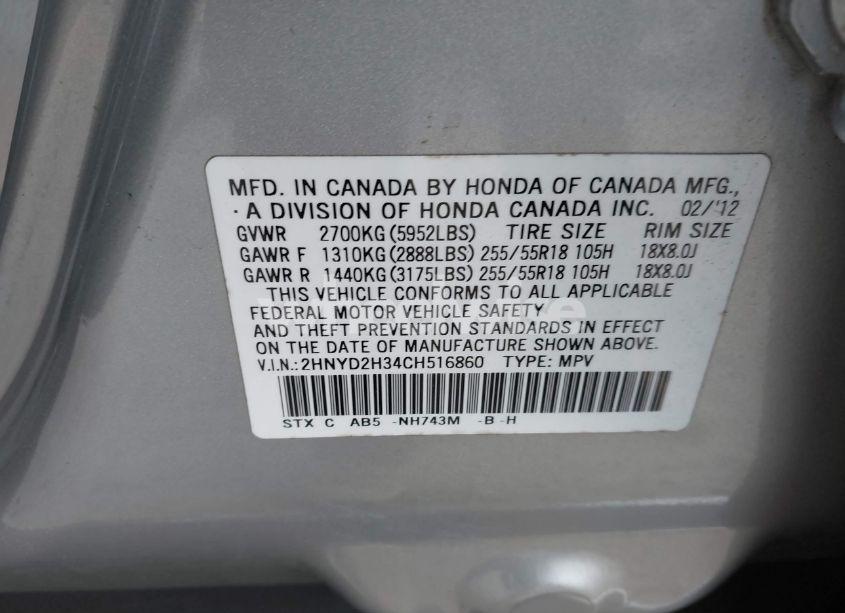 MFD. IN CANADA BY HONDA OF CANADA MFG.,
· A DIVISION OF HONDA CANADA INC. 02/'12
GVWR 2700KG(5952LBS) TIRE SIZE RIM SIZE
GAWR F 1310KG(2888LBS) 255/55R18 105H 18X8.0J
GAWR R 1440KG(3175LBS) 255/55R18 105H 18X8.0J
THIS VEHICLE CONFORMS TO ALL APPLICABLE
FEDERAL MOTOR VEHICLE SAFETY
AND THEFT PREVENTION STANDARDS IN EFFECT
ON THE DATE OF MANUFACTURE SHOWN ABOVE.
V.I.N.: 2HNYD2H34CH516860 TYPE: MPV
STX C AB5 -NH743M -B -H